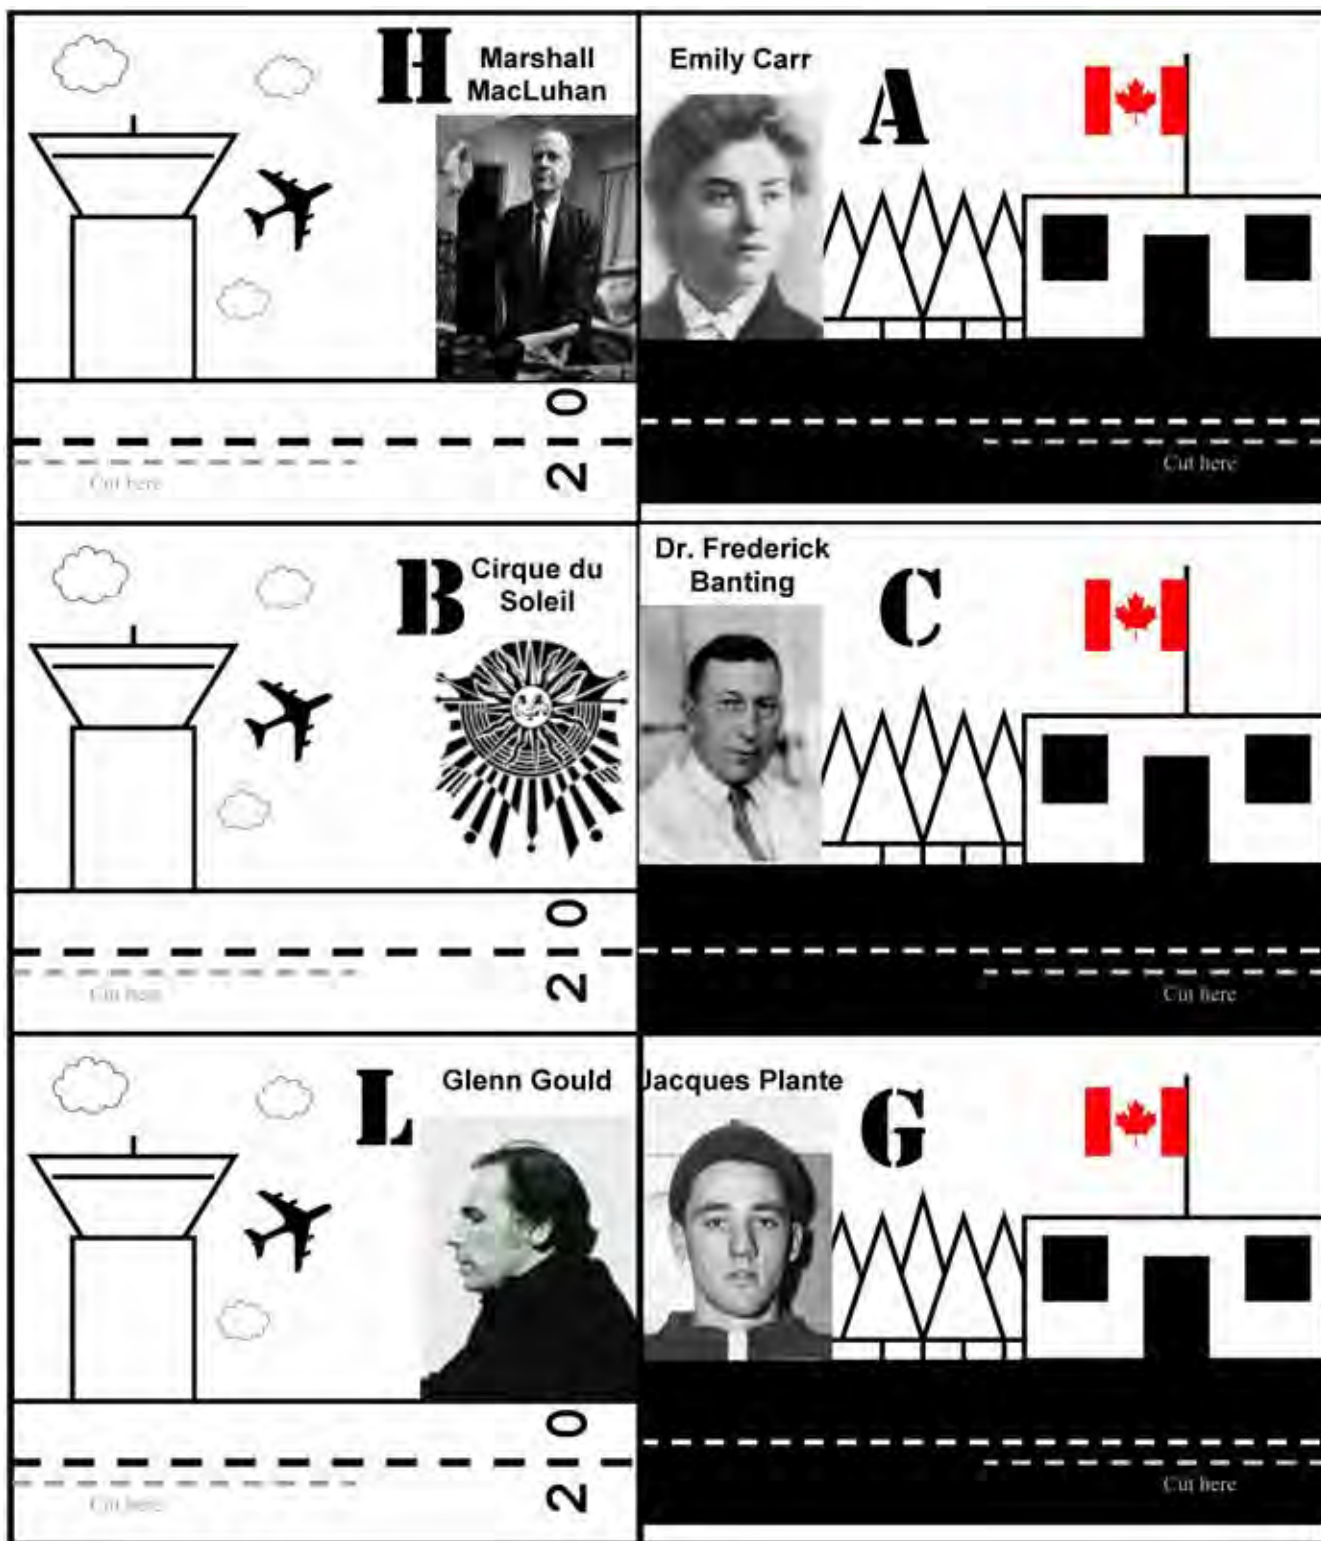 H
Marshall
MacLuhan
0
2
Cut here
Emily Carr
A
Cut here
B
Cirque du
Soleil
0
2
Cut here
Dr. Frederick
Banting
C
Cut here
L
Glenn Gould
0
2
Cut here
Jacques Plante
G
Cut here